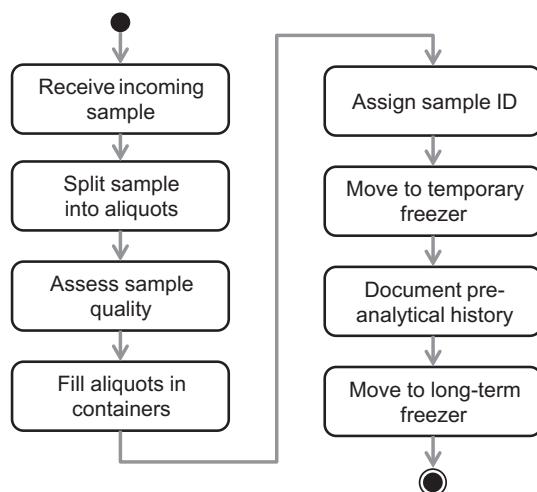 Receive incoming
sample
Split sample
into aliquots
Assess sample
quality
Fill aliquots in
containers
Assign sample ID
Move to temporary
freezer
Document pre-
analytical history
Move to long-term
freezer